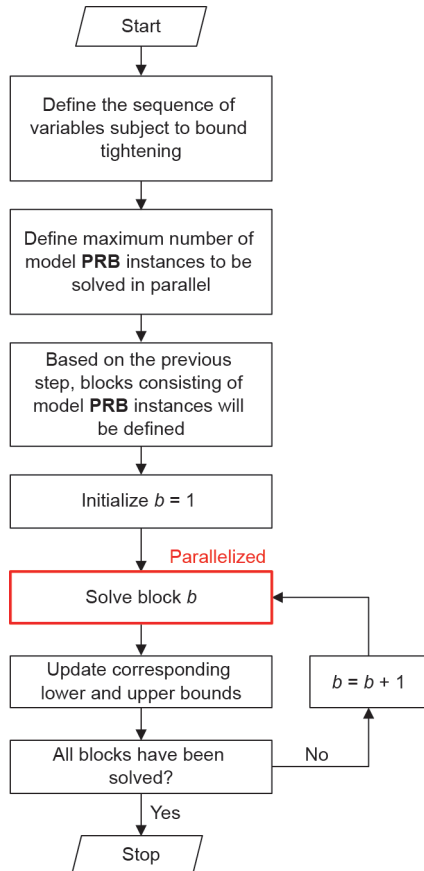 Start
Define the sequence of
variables subject to bound
tightening
Define maximum number of
model PRB instances to be
solved in parallel
Based on the previous
step, blocks consisting of
model PRB instances will
be defined
Initialize b = 1
Parallelized
Solve block b
Update corresponding
lower and upper bounds
b = b + 1
All blocks have been
solved?
No
Yes
Stop